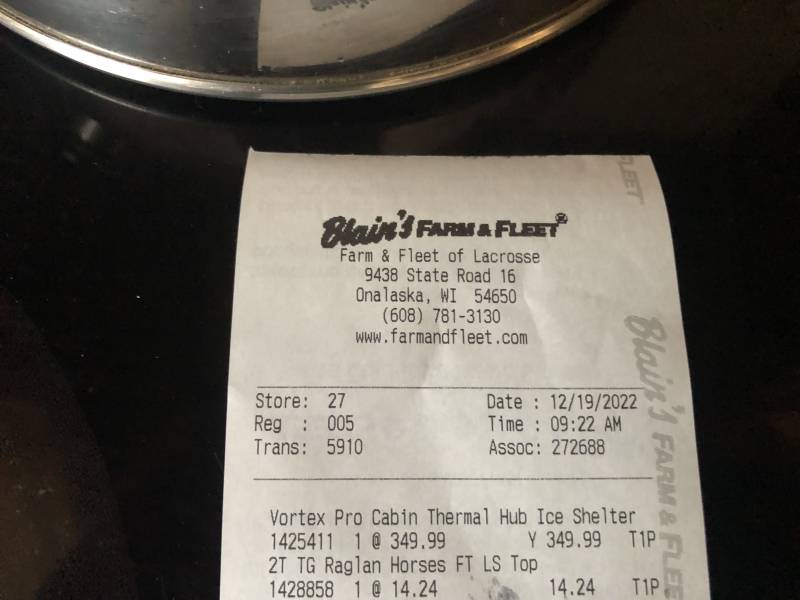 Blain's FARM & FLEET®
Farm & Fleet of Lacrosse
9438 State Road 16
Onalaska, WI 54650
(608) 781-3130
www.farmandfleet.com
Store: 27 Date : 12/19/2022
Reg : 005 Time : 09:22 AM
Trans: 5910 Assoc: 272688
Vortex Pro Cabin Thermal Hub Ice Shelter
1425411 1 @ 349.99 Y 349.99 T1P
2T TG Raglan Horses FT LS Top
1428858 1 @ 14.24 14.24 T1P
FLEET
Blain's FARM & FLEE